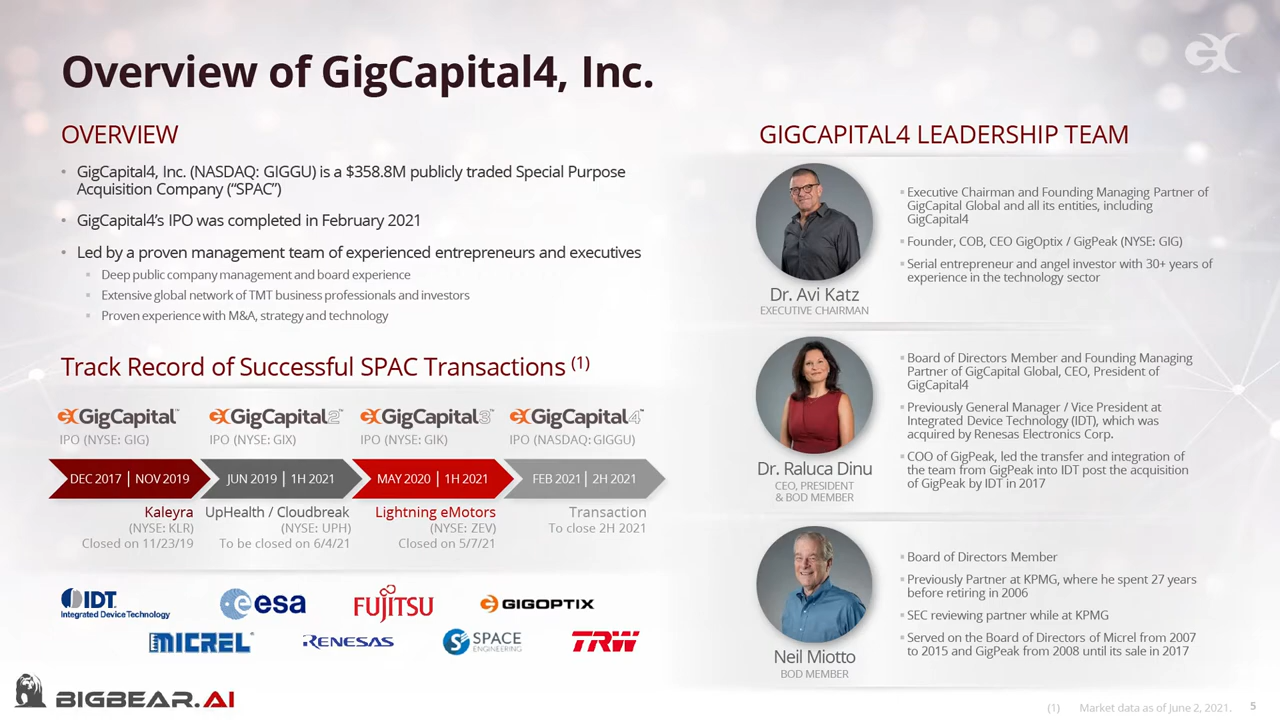 Overview of GigCapital4, Inc.
OVERVIEW
• GigCapital4, Inc. (NASDAQ: GIGGU) is a $358.8M publicly traded Special Purpose
Acquisition Company (“SPAC”)
• GigCapital4’s IPO was completed in February 2021
• Led by a proven management team of experienced entrepreneurs and executives
▪ Deep public company management and board experience
▪ Extensive global network of TMT business professionals and investors
▪ Proven experience with M&A, strategy and technology
Track Record of Successful SPAC Transactions (1)
GigCapital™
IPO (NYSE: GIG)
DEC 2017 | NOV 2019
Kaleyra
(NYSE: KLR)
Closed on 11/23/19
GigCapital2™
IPO (NYSE: GIX)
JUN 2019 | 1H 2021
UpHealth / Cloudbreak
(NYSE: UPH)
To be closed on 6/4/21
GigCapital3™
IPO (NYSE: GIK)
MAY 2020 | 1H 2021
Lightning eMotors
(NYSE: ZEV)
Closed on 5/7/21
GigCapital4™
IPO (NASDAQ: GIGGU)
FEB 2021 | 2H 2021
Transaction
To close 2H 2021
IDT.
Integrated Device Technology
esa
FUJITSU
GIGOPTIX
MICREL
RENESAS
SPACE
ENGINEERING
TRW
BIGBEAR.AI
GIGCAPITAL4 LEADERSHIP TEAM
Dr. Avi Katz
EXECUTIVE CHAIRMAN
▪ Executive Chairman and Founding Managing Partner of
GigCapital Global and all its entities, including
GigCapital4
▪ Founder, COB, CEO GigOptix / GigPeak (NYSE: GIG)
▪ Serial entrepreneur and angel investor with 30+ years of
experience in the technology sector
Dr. Raluca Dinu
CEO, PRESIDENT
& BOD MEMBER
▪ Board of Directors Member and Founding Managing
Partner of GigCapital Global, CEO, President of
GigCapital4
▪ Previously General Manager / Vice President at
Integrated Device Technology (IDT), which was
acquired by Renesas Electronics Corp.
▪ COO of GigPeak, led the transfer and integration of
the team from GigPeak into IDT post the acquisition
of GigPeak by IDT in 2017
Neil Miotto
BOD MEMBER
▪ Board of Directors Member
▪ Previously Partner at KPMG, where he spent 27 years
before retiring in 2006
▪ SEC reviewing partner while at KPMG
▪ Served on the Board of Directors of Micrel from 2007
to 2015 and GigPeak from 2008 until its sale in 2017
(1) Market data as of June 2, 2021.
5